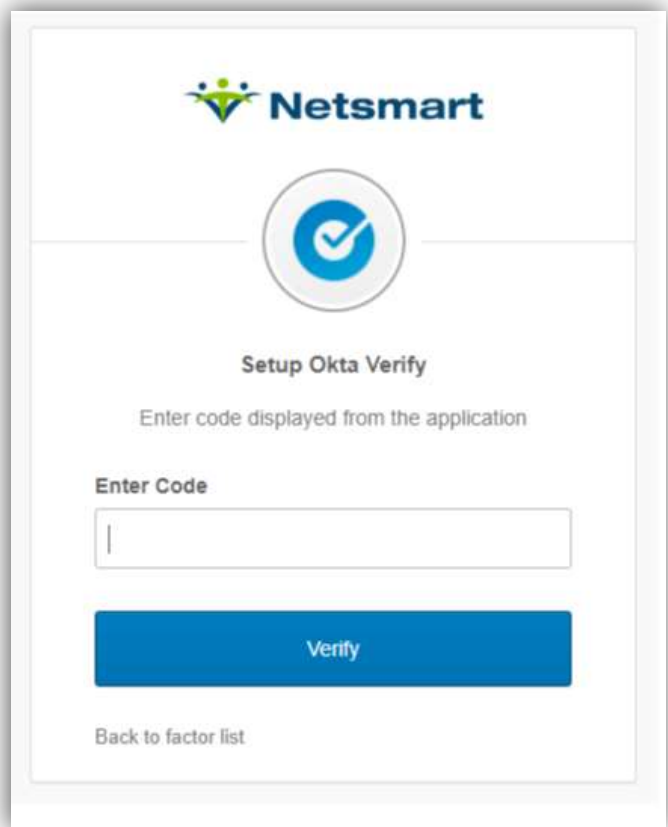 Netsmart
Setup Okta Verify
Enter code displayed from the application
Enter Code
Verify
Back to factor list